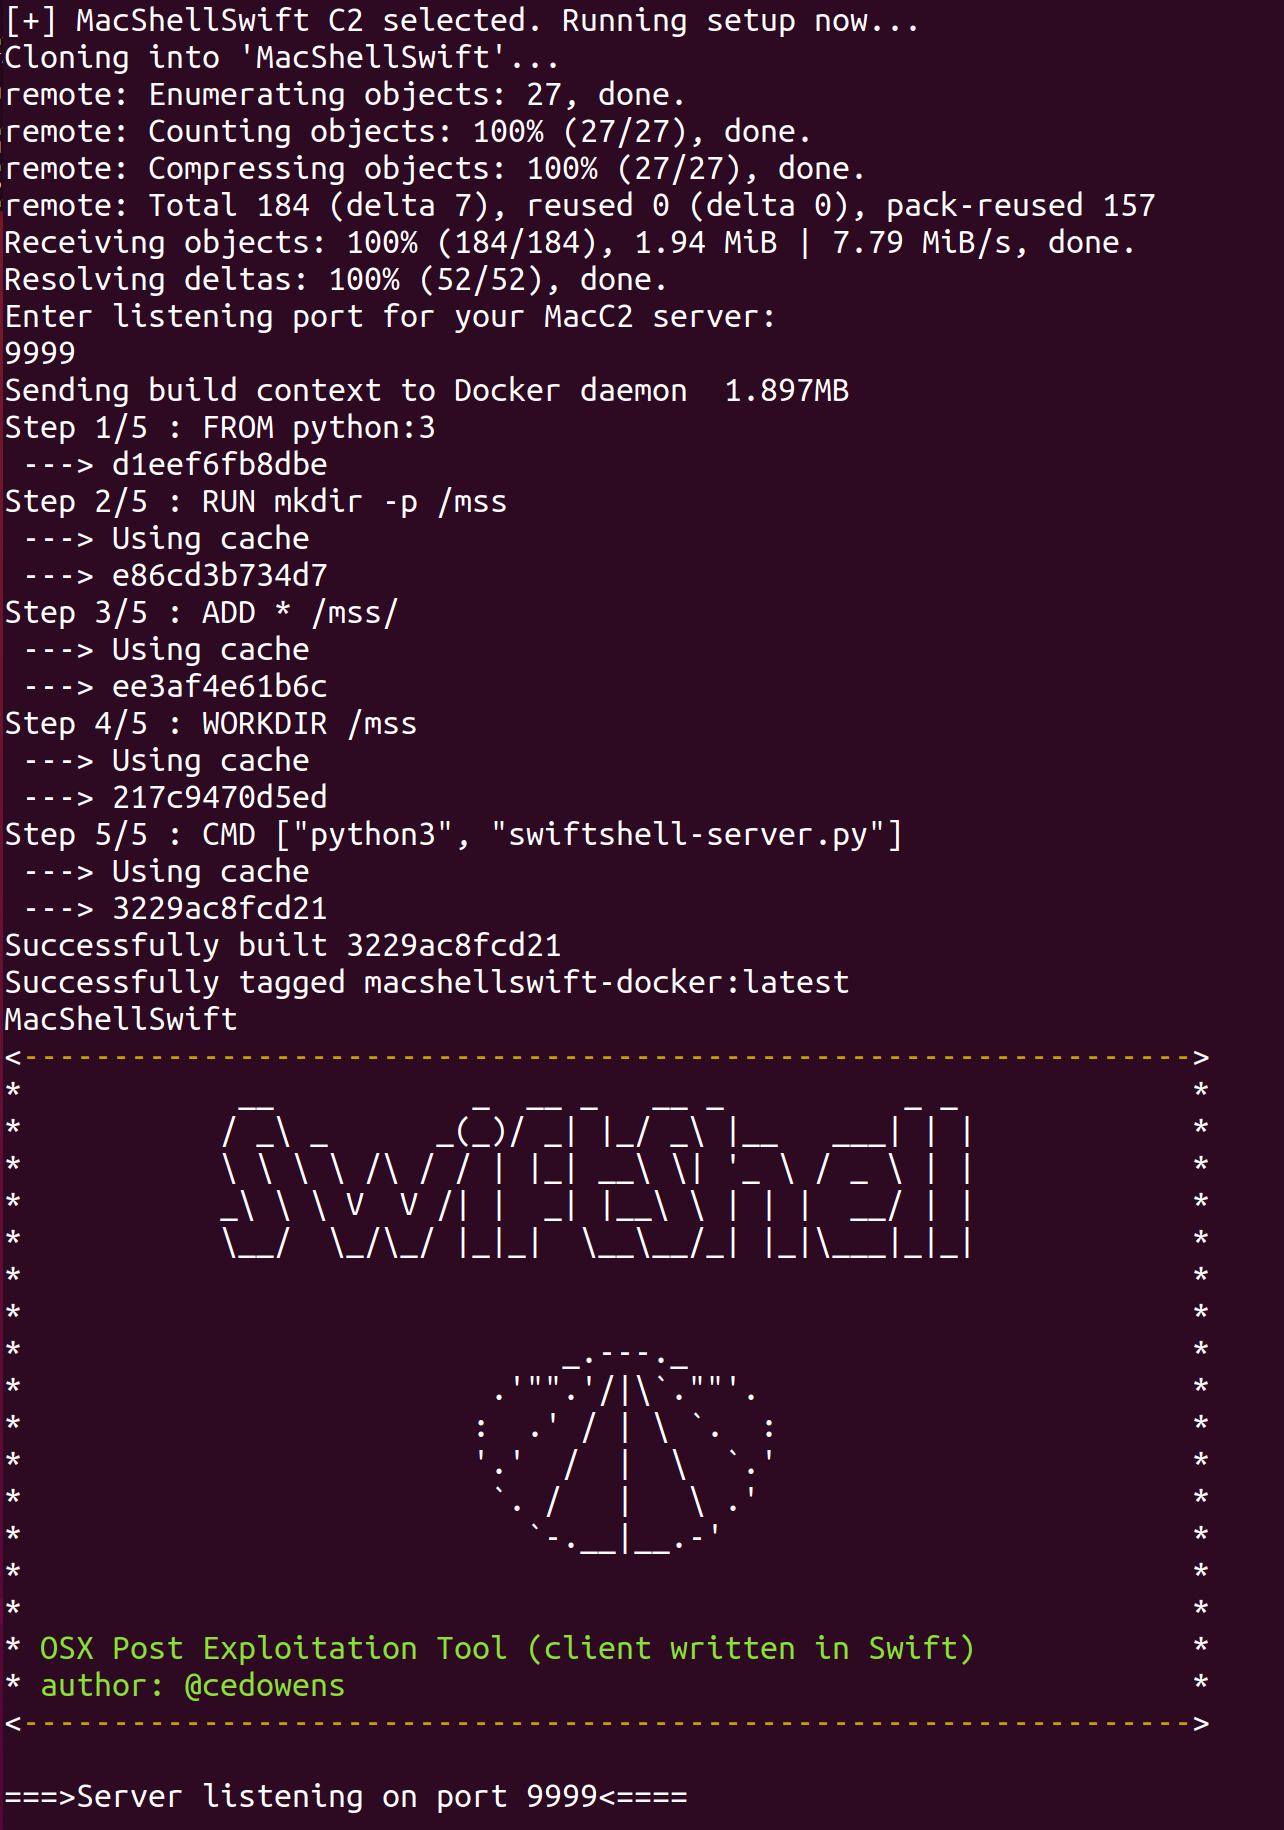 [+] MacShellSwift C2 selected. Running setup now...
Cloning into 'MacShellSwift'...
remote: Enumerating objects: 27, done.
remote: Counting objects: 100% (27/27), done.
remote: Compressing objects: 100% (27/27), done.
remote: Total 184 (delta 7), reused 0 (delta 0), pack-reused 157
Receiving objects: 100% (184/184), 1.94 MiB | 7.79 MiB/s, done.
Resolving deltas: 100% (52/52), done.
Enter listening port for your MacC2 server:
9999
Sending build context to Docker daemon  1.897MB
Step 1/5 : FROM python:3
 ---> d1eef6fb8dbe
Step 2/5 : RUN mkdir -p /mss
 ---> Using cache
 ---> e86cd3b734d7
Step 3/5 : ADD * /mss/
 ---> Using cache
 ---> ee3af4e61b6c
Step 4/5 : WORKDIR /mss
 ---> Using cache
 ---> 217c9470d5ed
Step 5/5 : CMD ["python3", "swiftshell-server.py"]
 ---> Using cache
 ---> 3229ac8fcd21
Successfully built 3229ac8fcd21
Successfully tagged macshellswift-docker:latest
MacShellSwift
SwiftShell
* OSX Post Exploitation Tool (client written in Swift) *
* author: @cedowens *
===>Server listening on port 9999<====